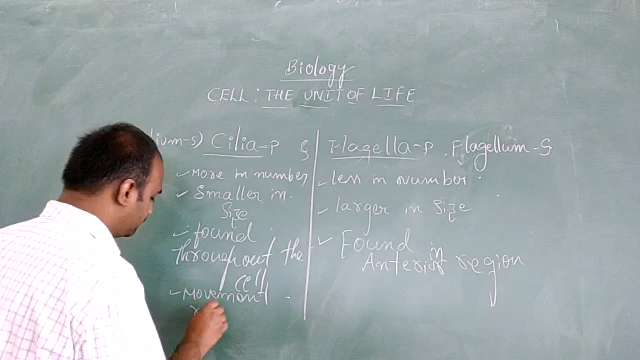 Biology
CELL: THE UNIT OF LIFE
ium-s) Cilia-P Flagella-P. Flagellum-S
✓ More in number
✓ Smaller in
Size
✓ found
throughout the
cell
✓ Movement
✓ less in number.
✓ larger in size
✓ Found in
Anterior region